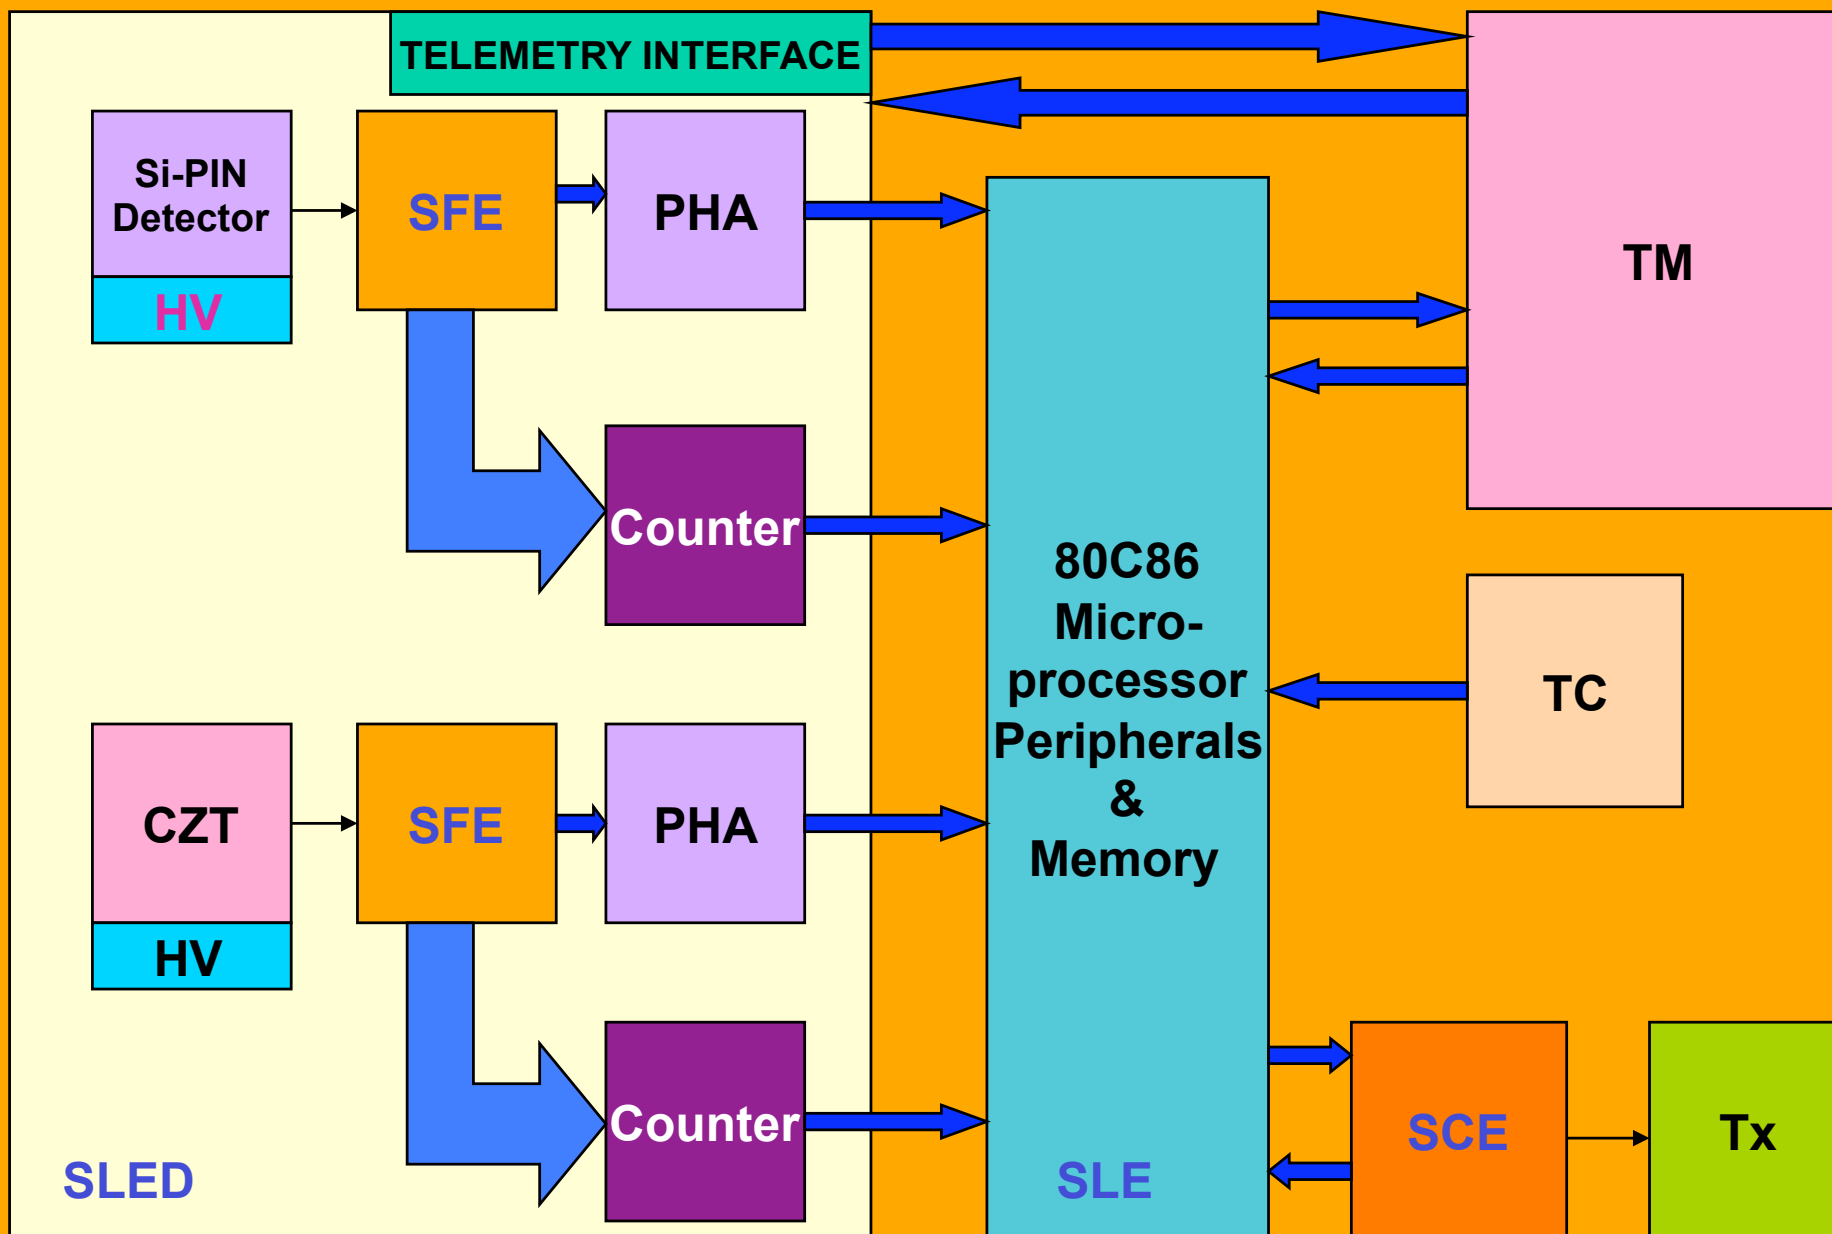 TELEMETRY INTERFACE
Si-PIN
Detector
HV
SFE
PHA
Counter
CZT
HV
SFE
PHA
Counter
SLED
80C86
Micro-
processor
Peripherals
&
Memory
SLE
TM
TC
SCE
Tx